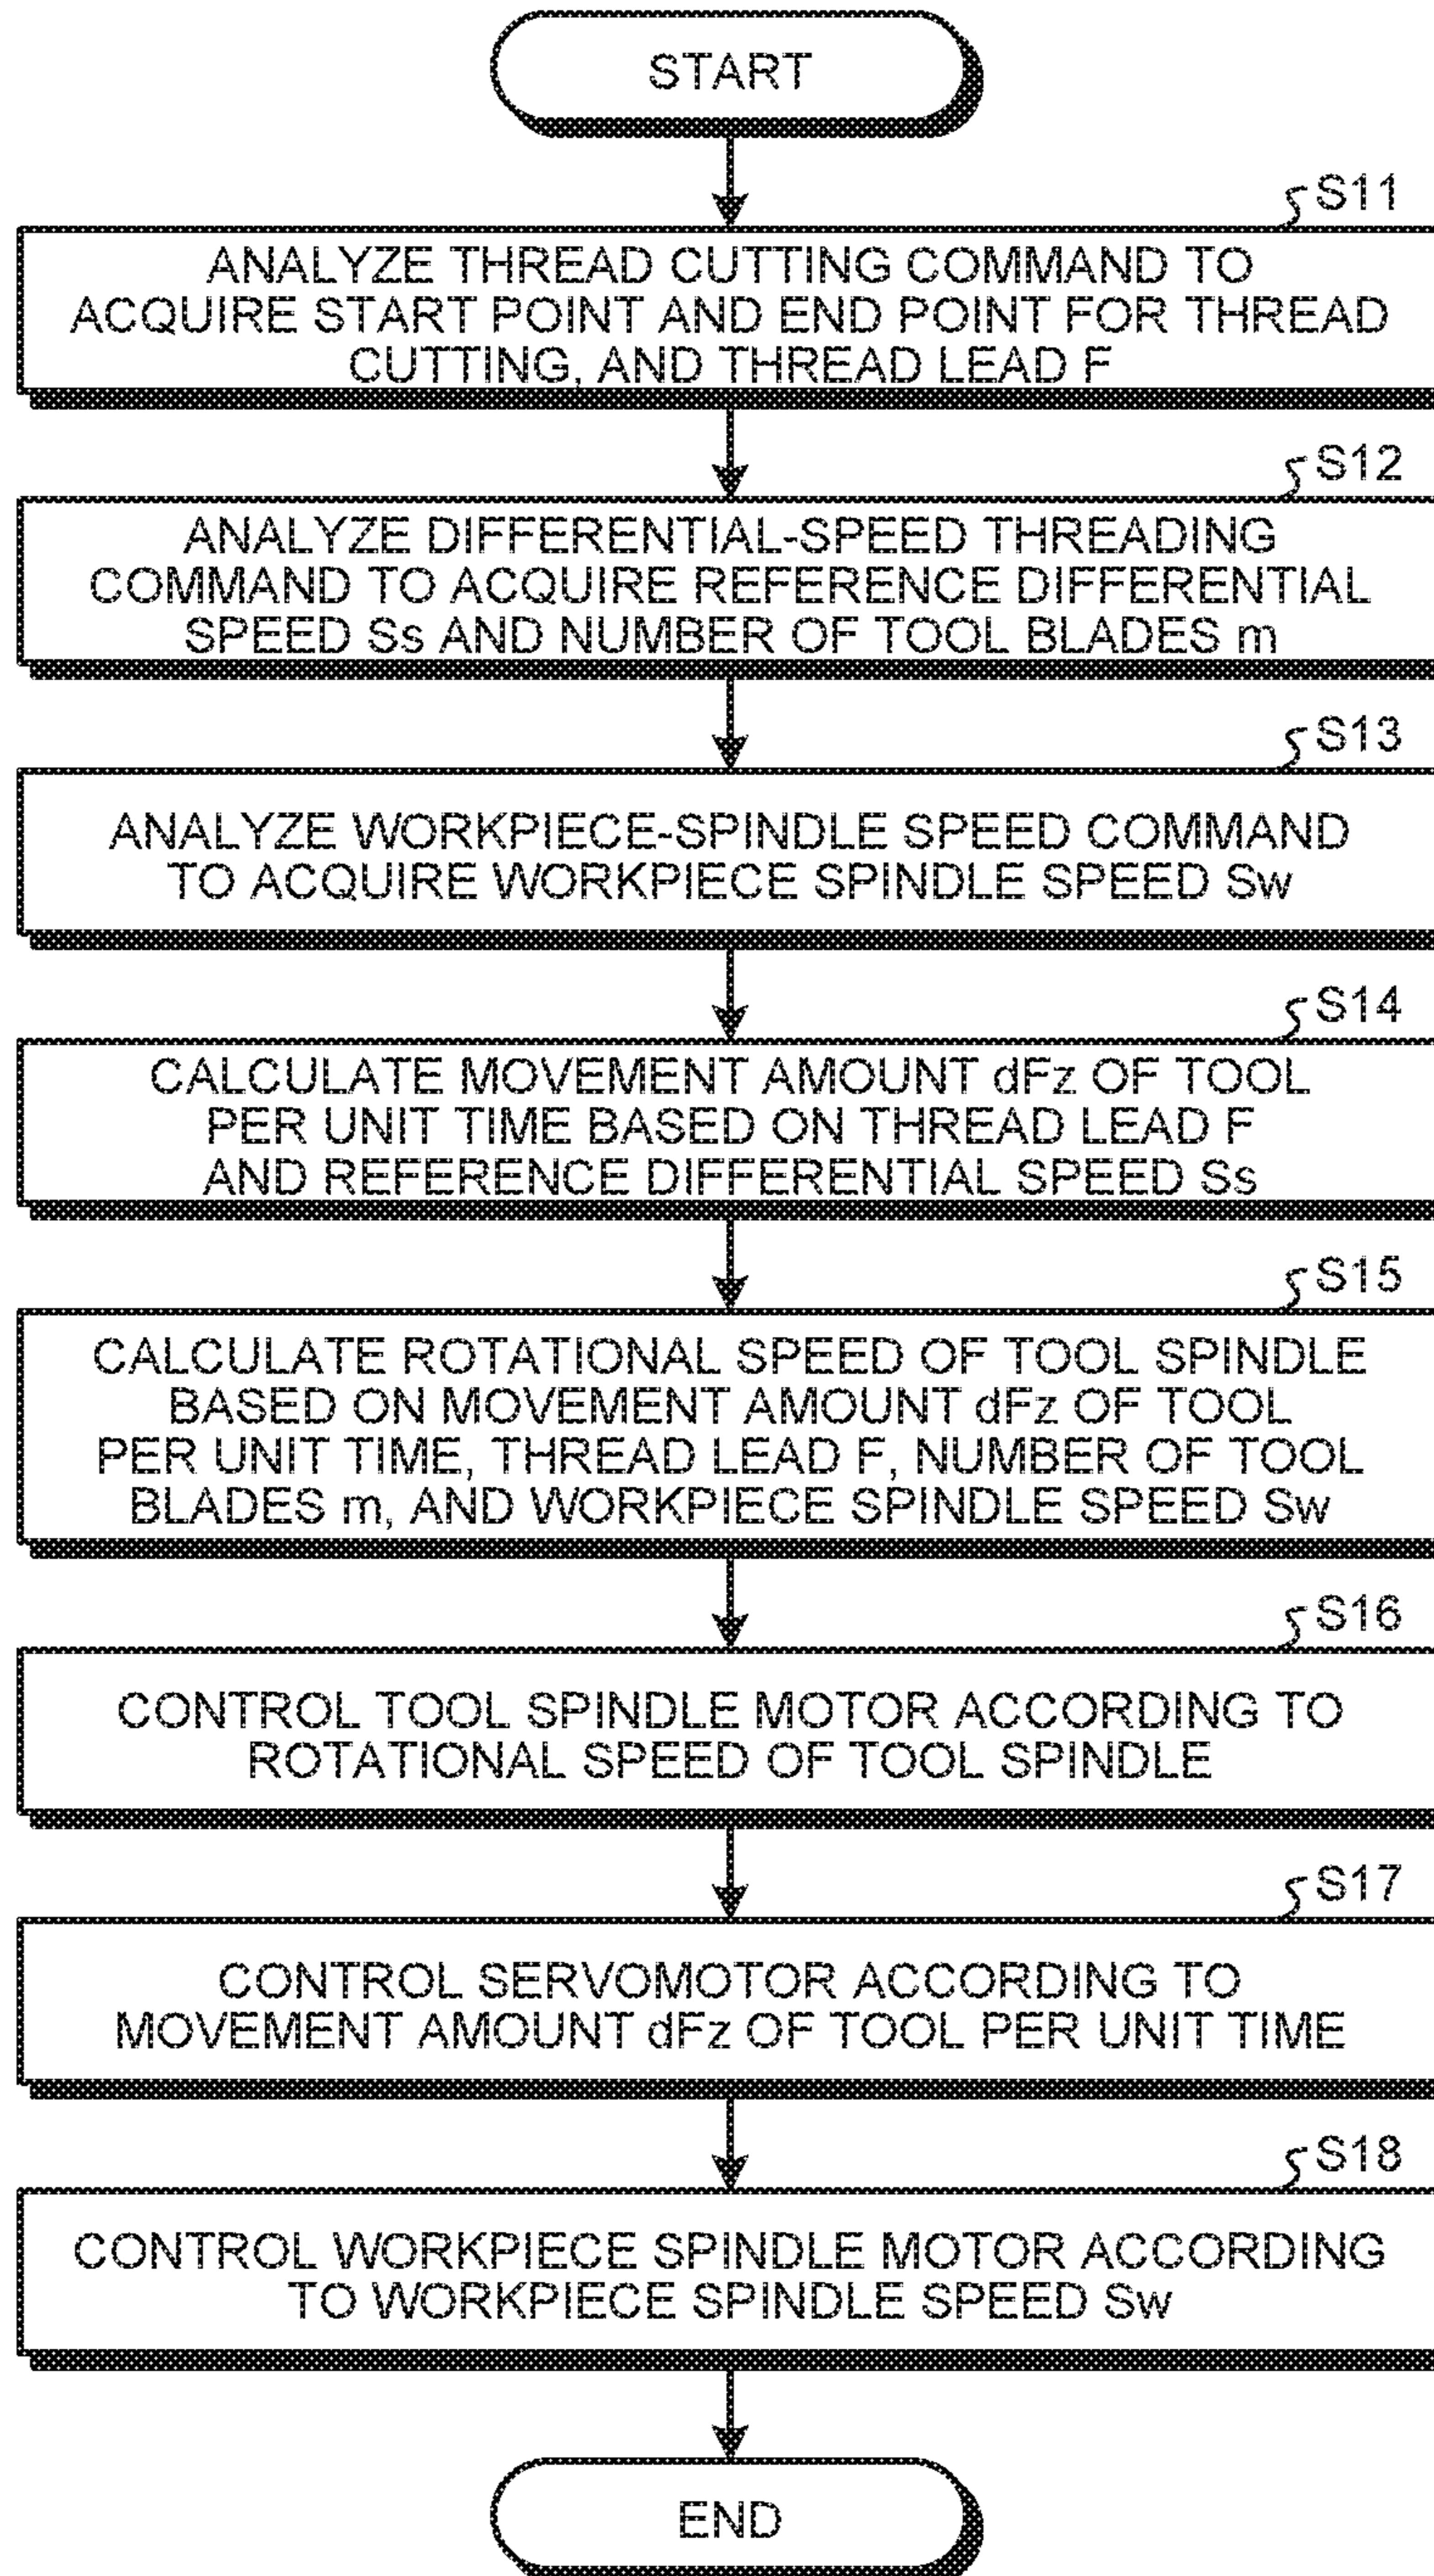 START
S11
ANALYZE THREAD CUTTING COMMAND TO
ACQUIRE START POINT AND END POINT FOR THREAD
CUTTING, AND THREAD LEAD F
S12
ANALYZE DIFFERENTIAL-SPEED THREADING
COMMAND TO ACQUIRE REFERENCE DIFFERENTIAL
SPEED Ss AND NUMBER OF TOOL BLADES m
S13
ANALYZE WORKPIECE-SPINDLE SPEED COMMAND
TO ACQUIRE WORKPIECE SPINDLE SPEED Sw
S14
CALCULATE MOVEMENT AMOUNT dFz OF TOOL
PER UNIT TIME BASED ON THREAD LEAD F
AND REFERENCE DIFFERENTIAL SPEED Ss
S15
CALCULATE ROTATIONAL SPEED OF TOOL SPINDLE
BASED ON MOVEMENT AMOUNT dFz OF TOOL
PER UNIT TIME, THREAD LEAD F, NUMBER OF TOOL
BLADES m, AND WORKPIECE SPINDLE SPEED Sw
S16
CONTROL TOOL SPINDLE MOTOR ACCORDING TO
ROTATIONAL SPEED OF TOOL SPINDLE
S17
CONTROL SERVOMOTOR ACCORDING TO
MOVEMENT AMOUNT dFz OF TOOL PER UNIT TIME
S18
CONTROL WORKPIECE SPINDLE MOTOR ACCORDING
TO WORKPIECE SPINDLE SPEED Sw
END